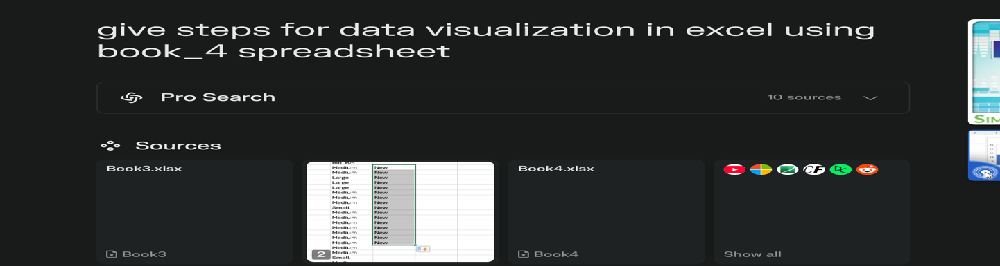 give steps for data visualization in excel using
book_4 spreadsheet
Pro Search
10 sources
Sources
Book3.xlsx
Book3
Bin_RM
Medium New
Medium New
Large New
Large New
Large New
Medium New
Medium New
Medium New
Small New
Medium New
Medium New
Medium New
Medium New
Medium New
Medium New
Medium New
Medium
Medium
Small
2
Book4.xlsx
Book4
CF
DC
Show all
SIM